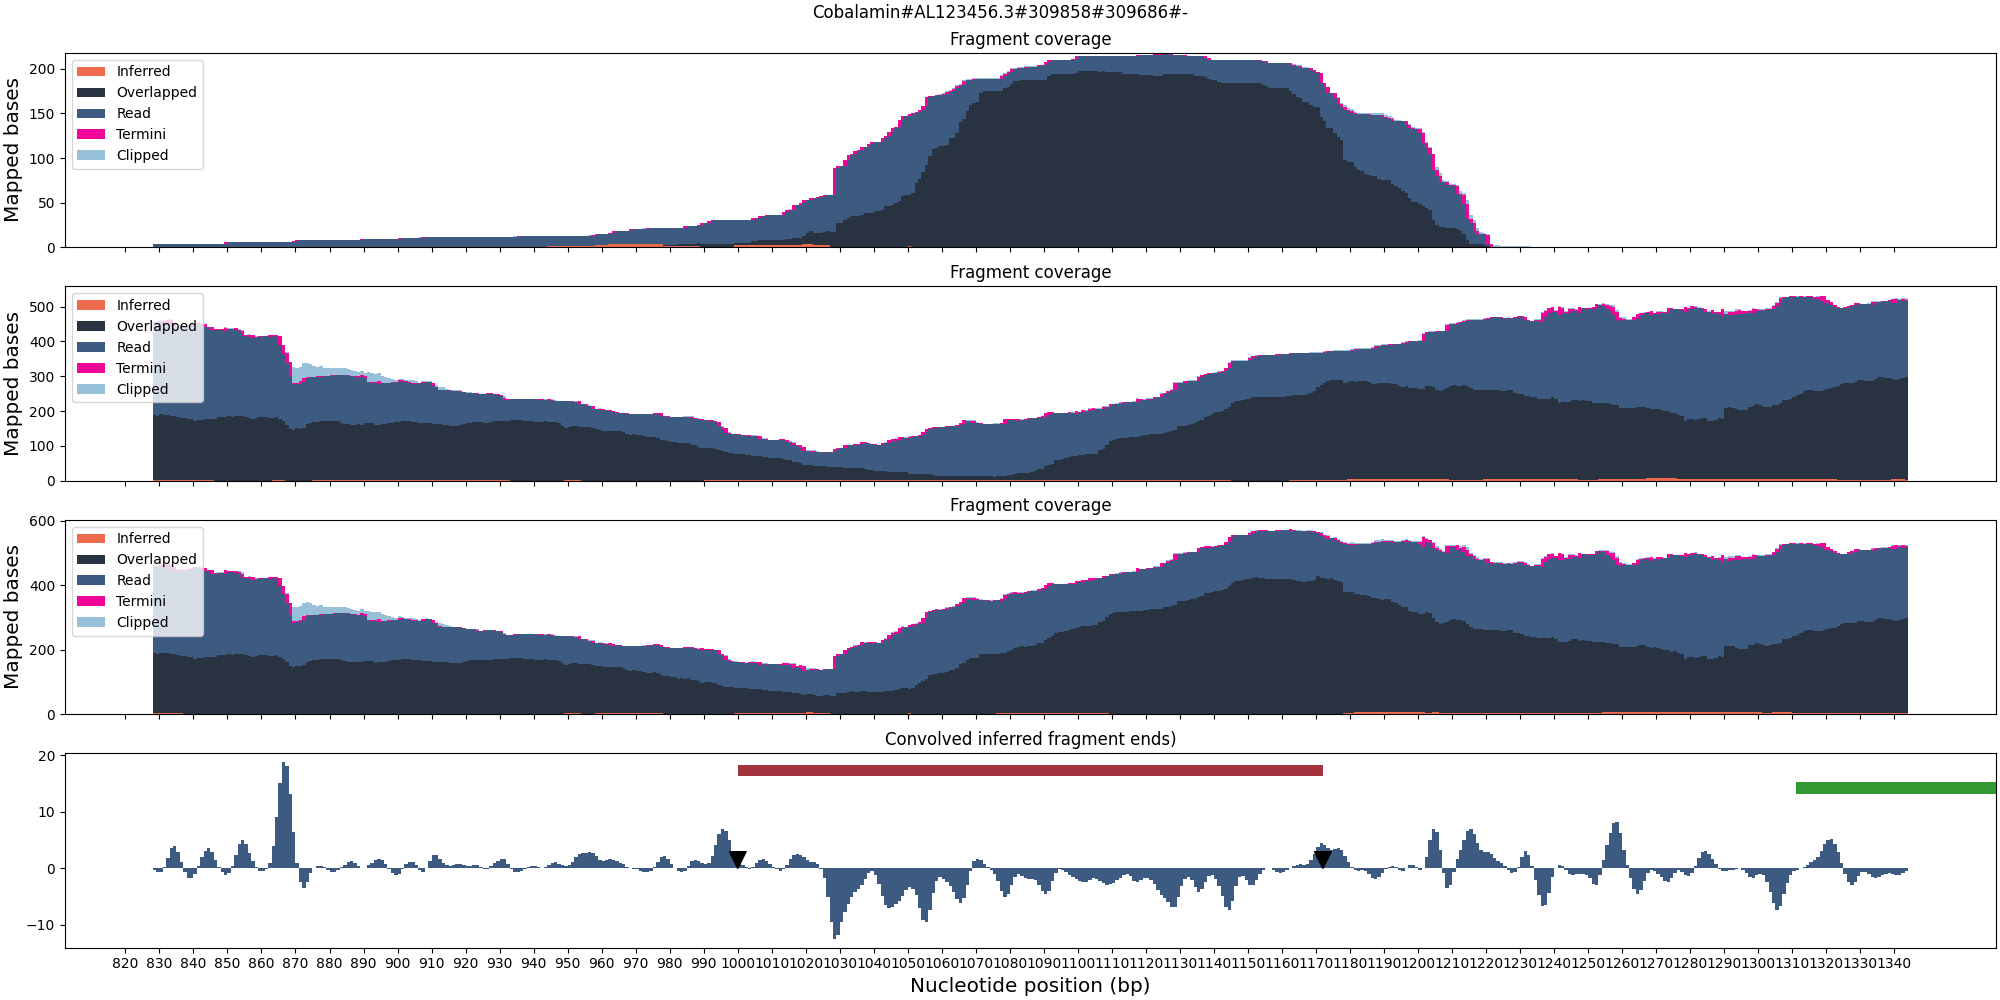 Cobalamin#AL123456.3#309858#309686#-
Fragment coverage
Mapped bases
200
150
100
50
0
Inferred
Overlapped
Read
Termini
Clipped
Fragment coverage
Mapped bases
500
400
300
200
100
0
Inferred
Overlapped
Read
Termini
Clipped
Fragment coverage
Mapped bases
600
400
200
0
Inferred
Overlapped
Read
Termini
Clipped
Convolved inferred fragment ends)
20
10
0
−10
820 830 840 850 860 870 880 890 900 910 920 930 940 950 960 970 980 990 1000 1010 1020 1030 1040 1050 1060 1070 1080 1090 1100 1110 1120 1130 1140 1150 1160 1170 1180 1190 1200 1210 1220 1230 1240 1250 1260 1270 1280 1290 1300 1310 1320 1330 1340
Nucleotide position (bp)